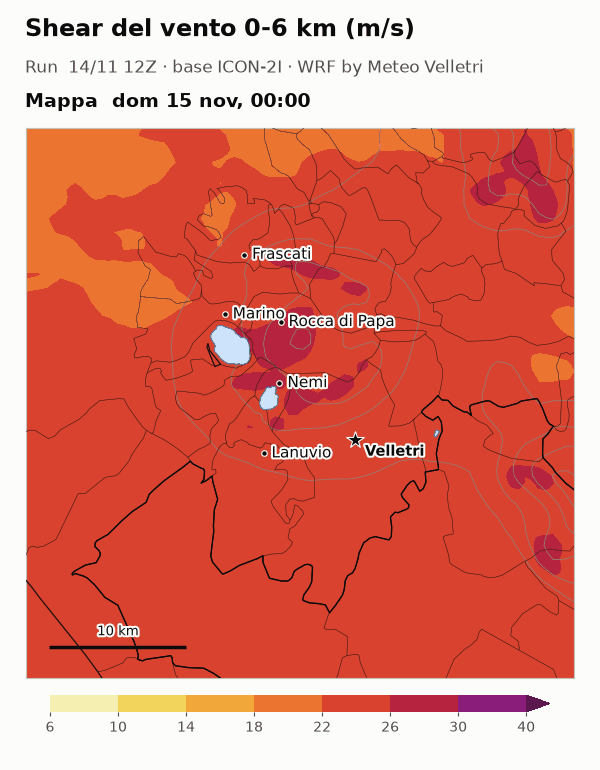 Shear del vento 0-6 km (m/s)
Run  14/11 12Z · base ICON-2I · WRF by Meteo Velletri
Mappa  dom 15 nov, 00:00
Frascati
Marino
Rocca di Papa
Nemi
Velletri
Lanuvio
10 km
6 10 14 18 22 26 30 40